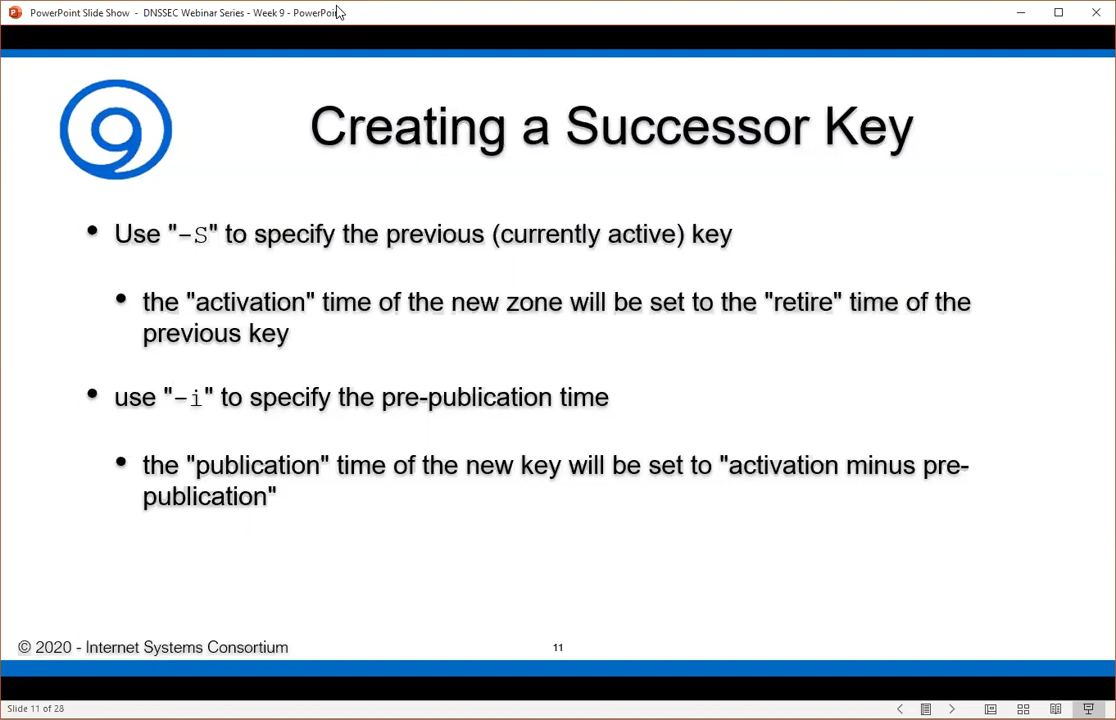 PowerPoint Slide Show - DNSSEC Webinar Series - Week 9 - PowerPoint
9
Creating a Successor Key
• Use "-S" to specify the previous (currently active) key
• the "activation" time of the new zone will be set to the "retire" time of the
previous key
• use "-i" to specify the pre-publication time
• the "publication" time of the new key will be set to "activation minus pre-
publication"
© 2020 - Internet Systems Consortium
11
Slide 11 of 28